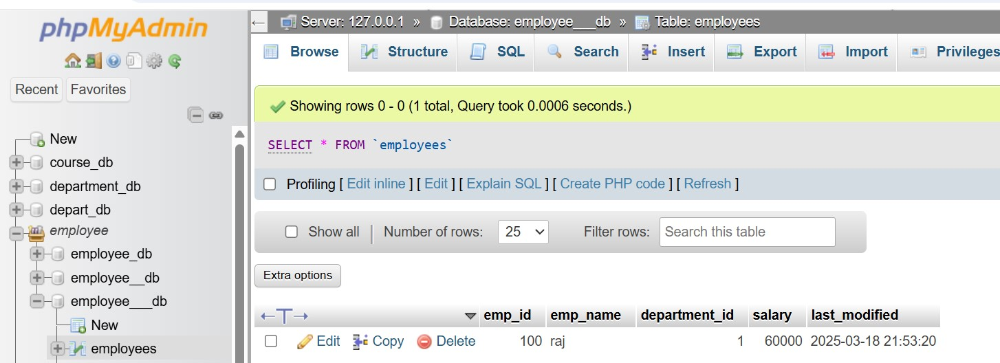 phpMyAdmin
Recent Favorites
New
course_db
department_db
depart_db
employee
employee_db
employee__db
employee___db
New
employees
Server: 127.0.0.1 » Database: employee___db » Table: employees
Browse Structure SQL Search Insert Export Import Privileges
Showing rows 0 - 0 (1 total, Query took 0.0006 seconds.)
SELECT * FROM `employees`
Profiling [ Edit inline ] [ Edit ] [ Explain SQL ] [ Create PHP code ] [ Refresh ]
Show all Number of rows: 25 Filter rows: Search this table
Extra options
←T→ emp_id emp_name department_id salary last_modified
Edit Copy Delete 100 raj 1 60000 2025-03-18 21:53:20